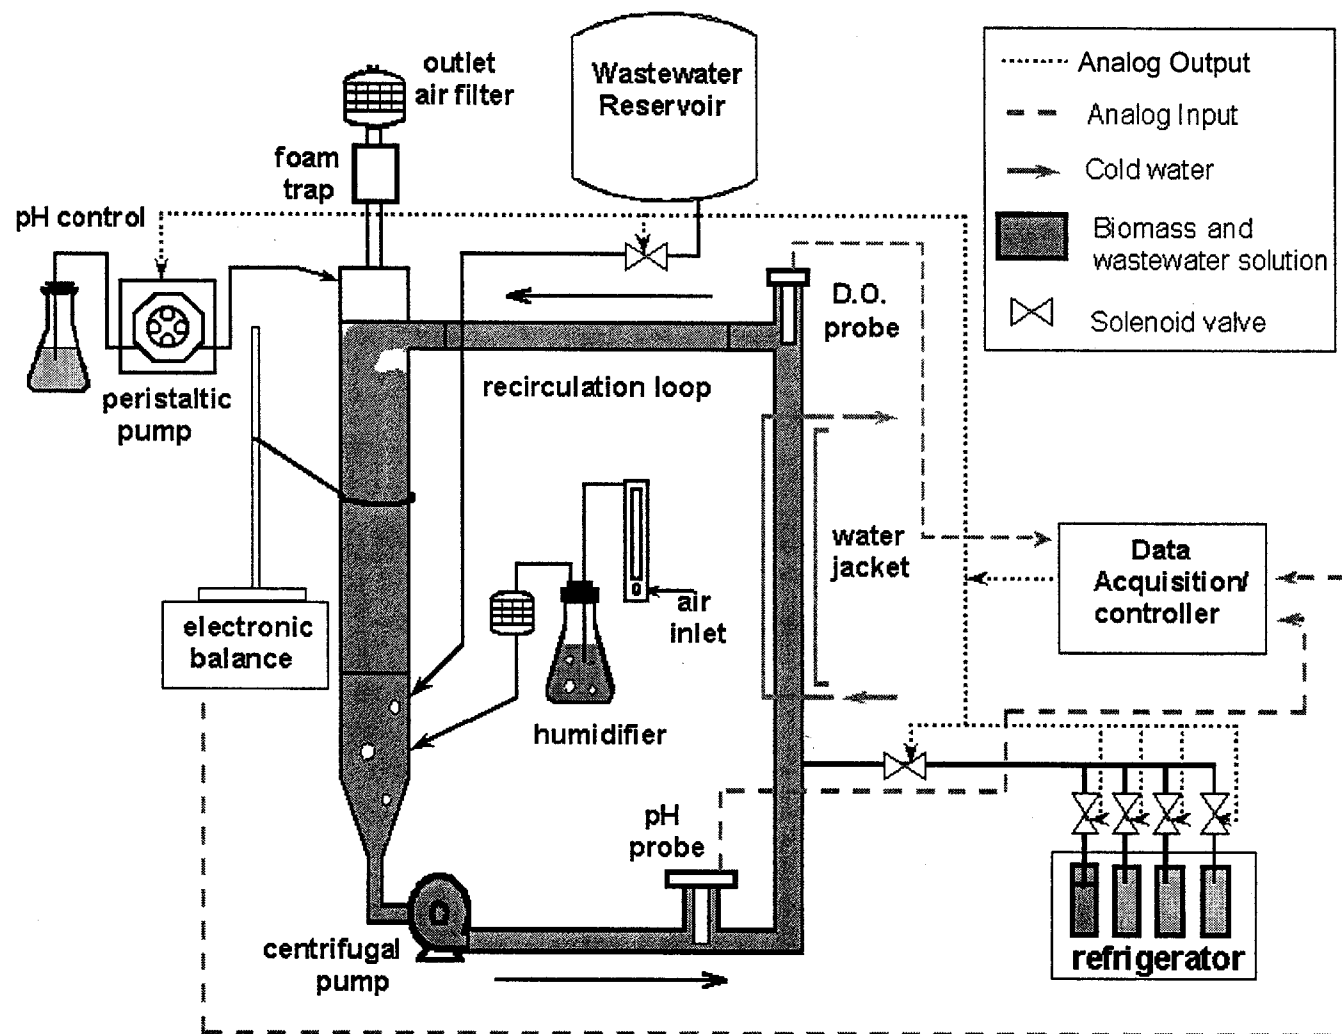 outlet
air filter
Wastewater
Reservoir
Analog Output
Analog Input
Cold water
Biomass and
wastewater solution
Solenoid valve
foam
trap
pH control
peristaltic
pump
D.O.
probe
recirculation loop
water
jacket
Data
Acquisition/
controller
air
inlet
electronic
balance
humidifier
pH
probe
centrifugal
pump
refrigerator